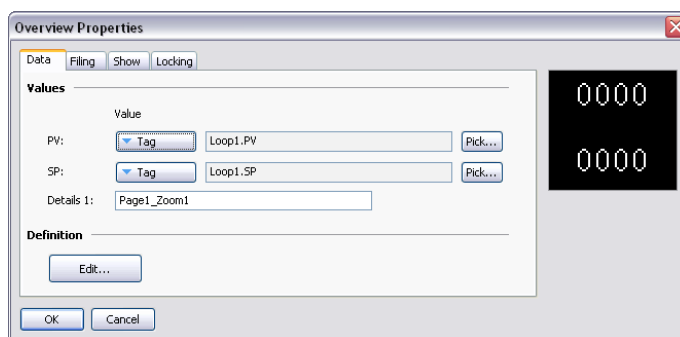 Overview Properties
Data Filing Show Locking
Values
Value
PV: Tag Loop1.PV Pick...
SP: Tag Loop1.SP Pick...
Details 1: Page1_Zoom1
Definition
Edit...
OK Cancel
0000
0000